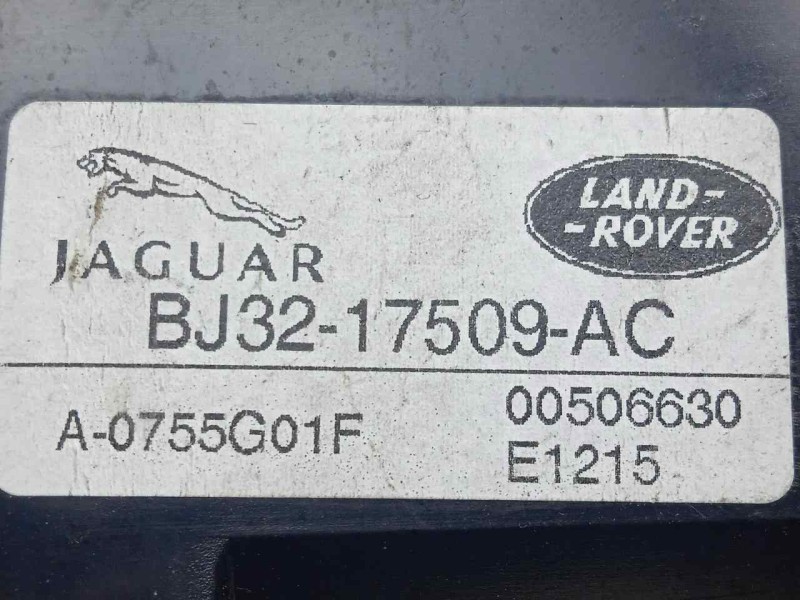 JAGUAR
LAND-
-ROVER
BJ32-17509-AC
A-0755G01F
00506630
E1215